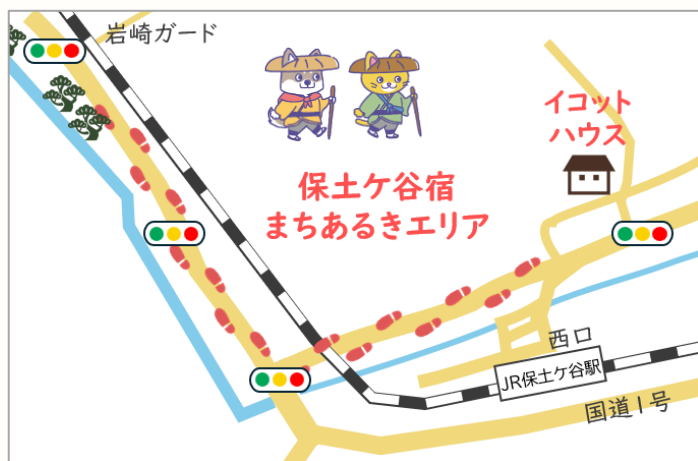 岩崎ガード
イコット
ハウス
保土ケ谷宿
まちあるきエリア
西口
JR保土ケ谷駅
国道1号